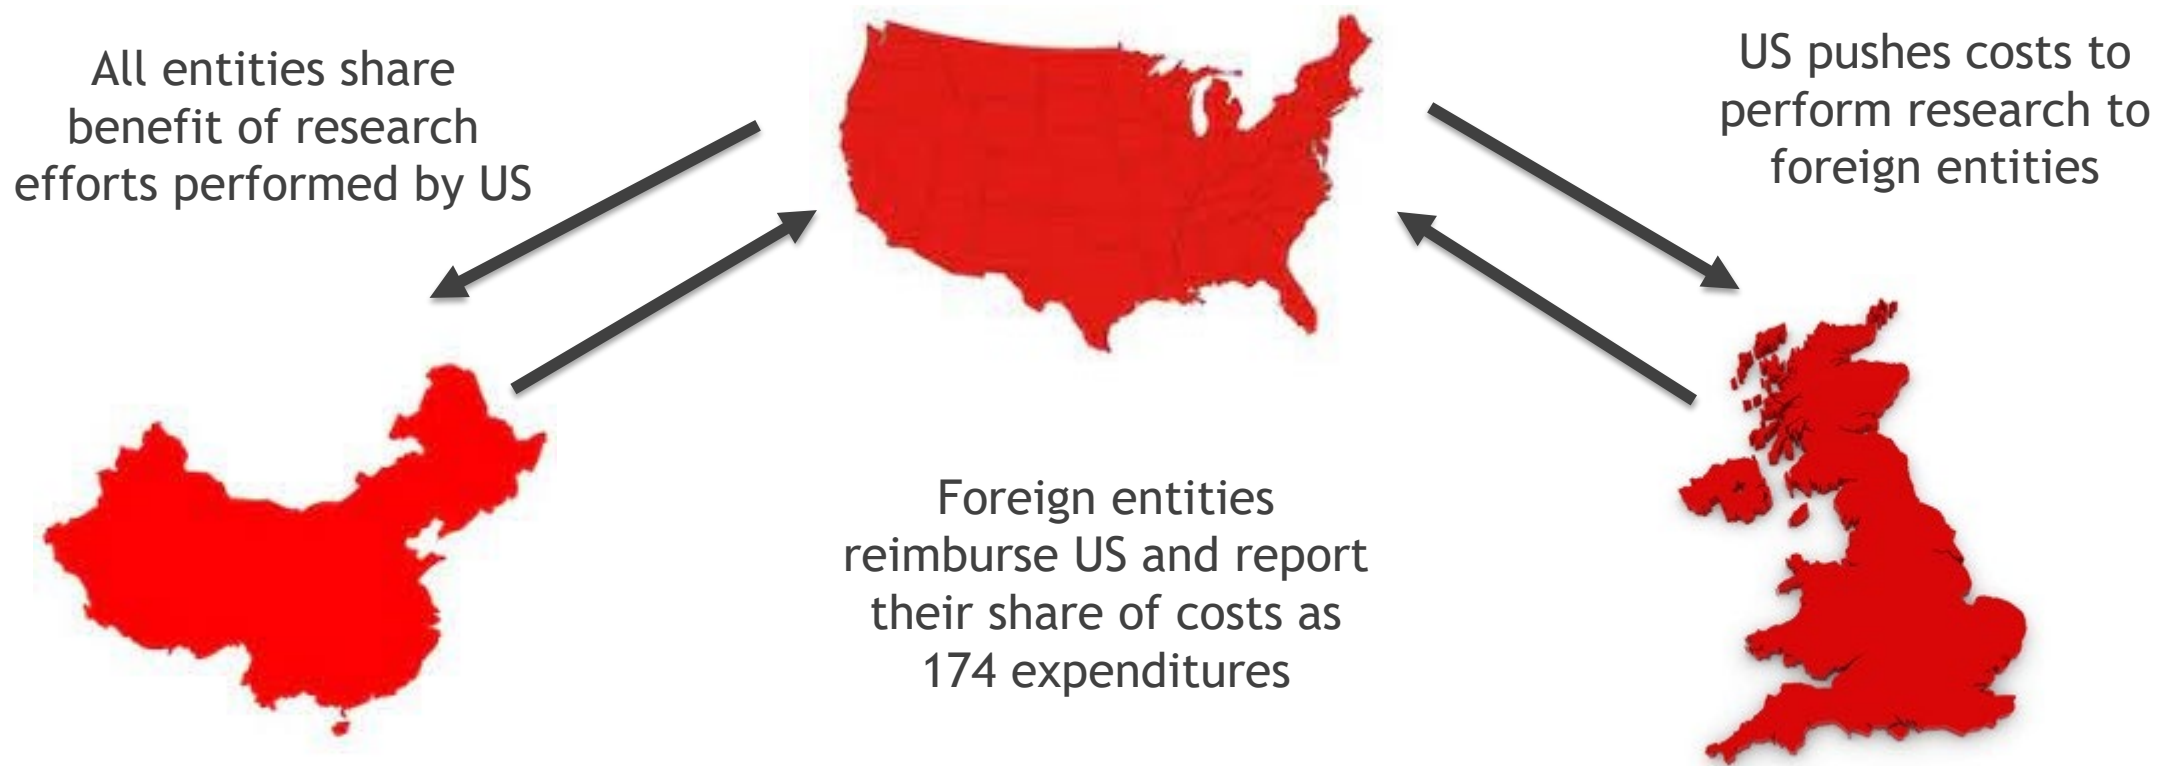 All entities share
benefit of research
efforts performed by US
US pushes costs to
perform research to
foreign entities
Foreign entities
reimburse US and report
their share of costs as
174 expenditures